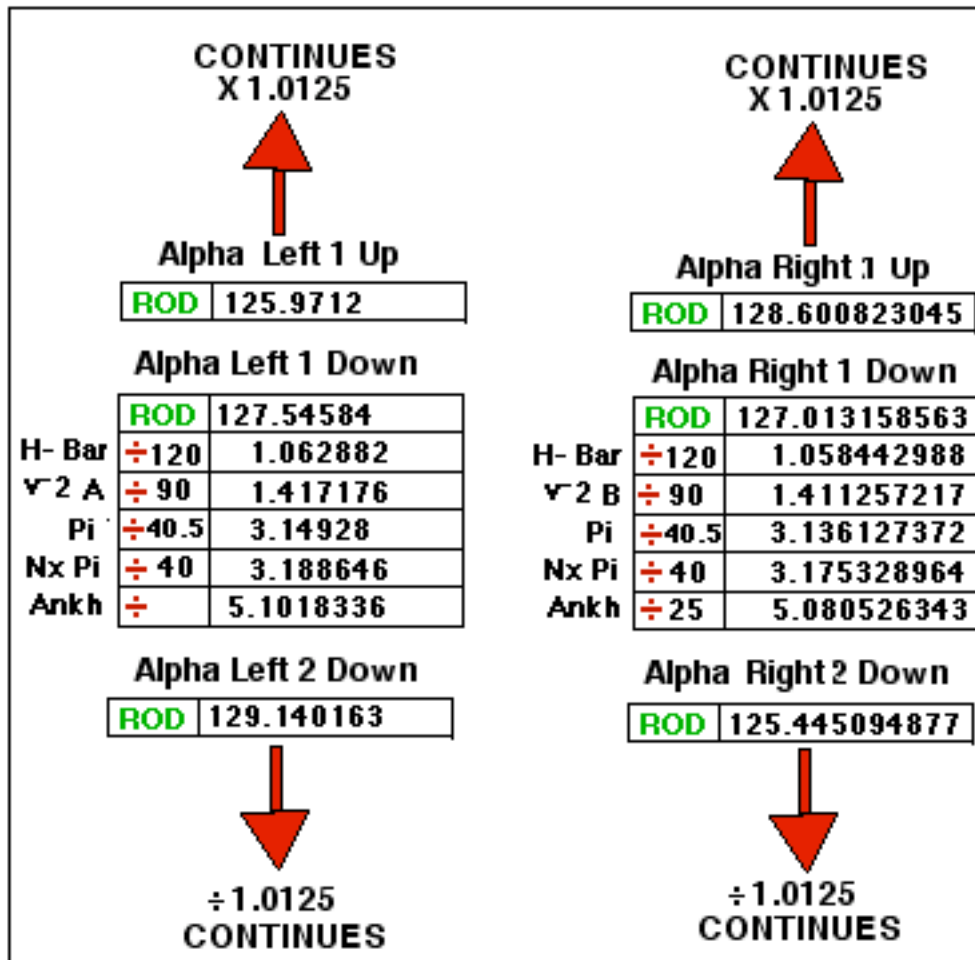 CONTINUES
X 1.0125
Alpha Left 1 Up
ROD 125.9712
Alpha Left 1 Down
ROD 127.54584
H- Bar ÷120 1.062882
√2 A ÷ 90 1.417176
Pi ÷40.5 3.14928
Nx Pi ÷ 40 3.188646
Ankh ÷ 5.1018336
Alpha Left 2 Down
ROD 129.140163
÷1.0125
CONTINUES
CONTINUES
X 1.0125
Alpha Right 1 Up
ROD 128.600823045
Alpha Right 1 Down
ROD 127.013158563
H- Bar ÷120 1.058442988
√2 B ÷ 90 1.411257217
Pi ÷40.5 3.136127372
Nx Pi ÷ 40 3.175328964
Ankh ÷ 25 5.080526343
Alpha Right 2 Down
ROD 125.445094877
÷1.0125
CONTINUES